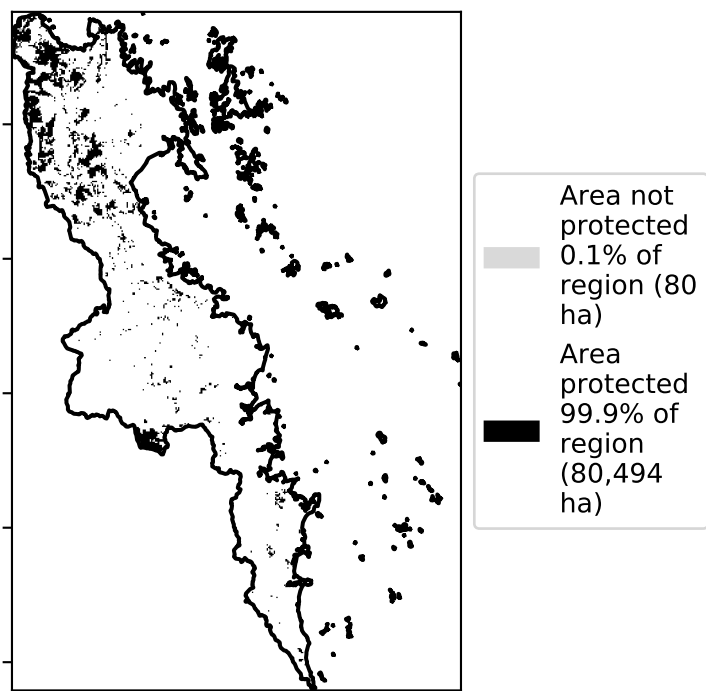 Area not
protected
0.1% of
region (80
ha)
Area
protected
99.9% of
region
(80,494
ha)